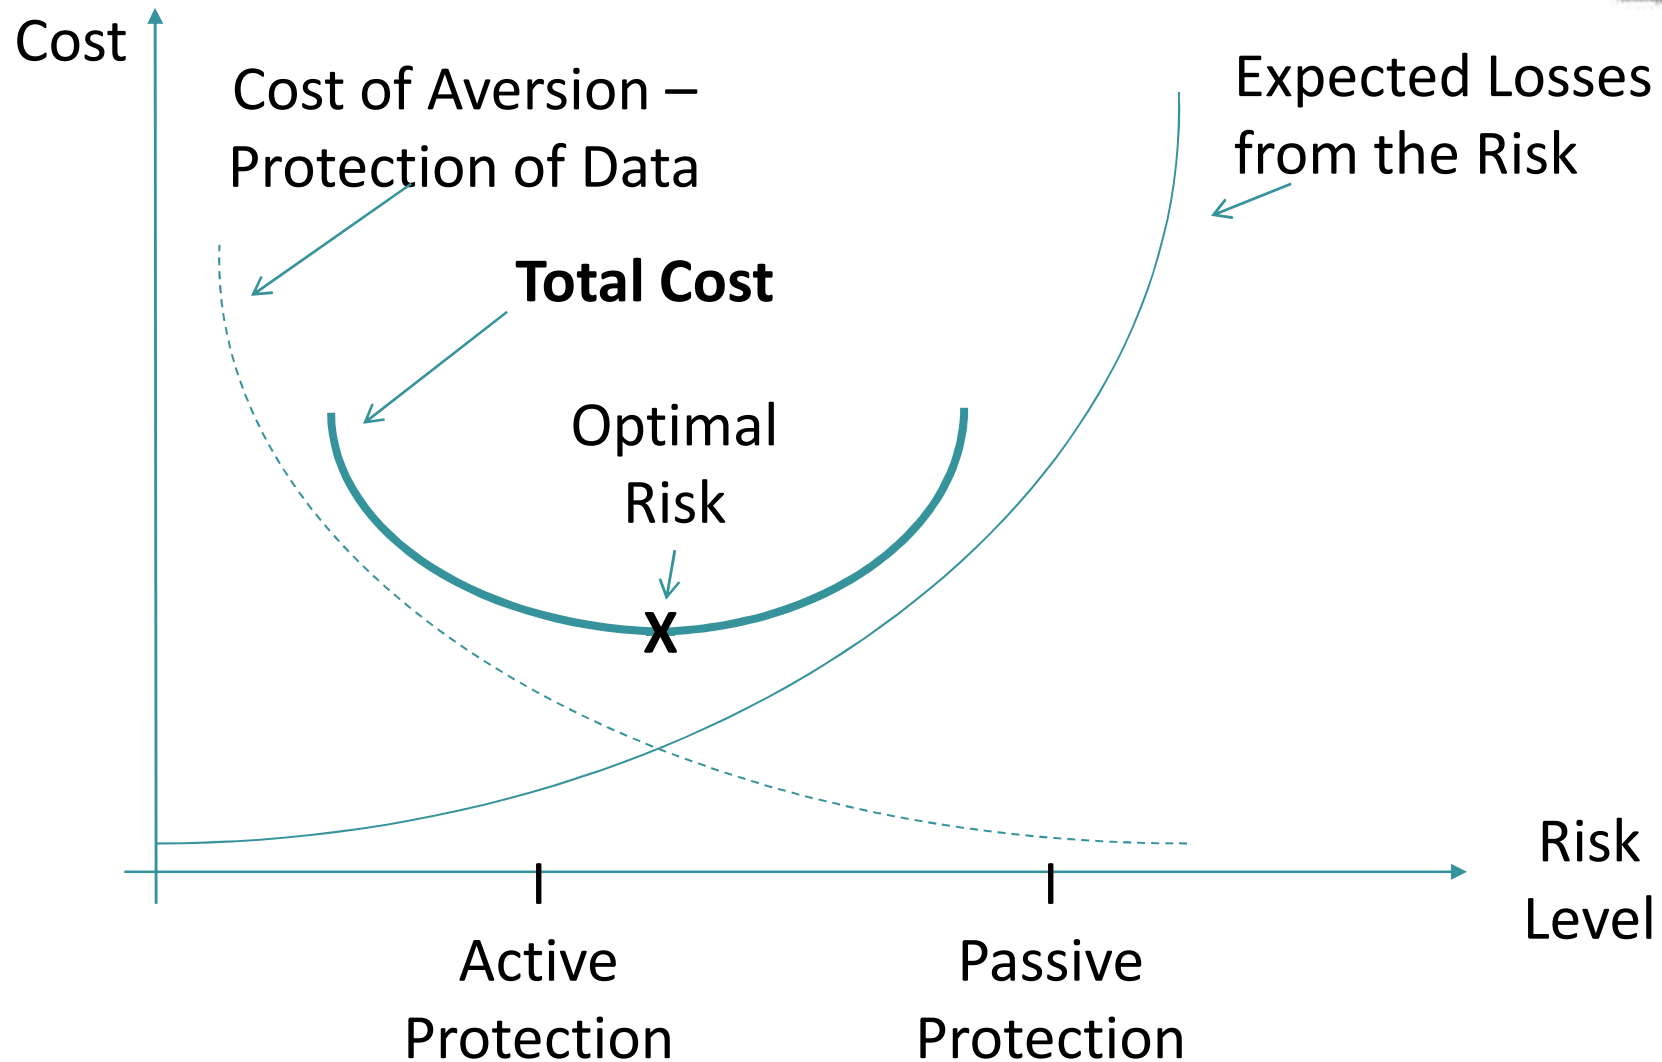 Cost
Cost of Aversion –
Protection of Data
Expected Losses
from the Risk
Total Cost
Optimal
Risk
X
Risk
Level
Active
Protection
Passive
Protection